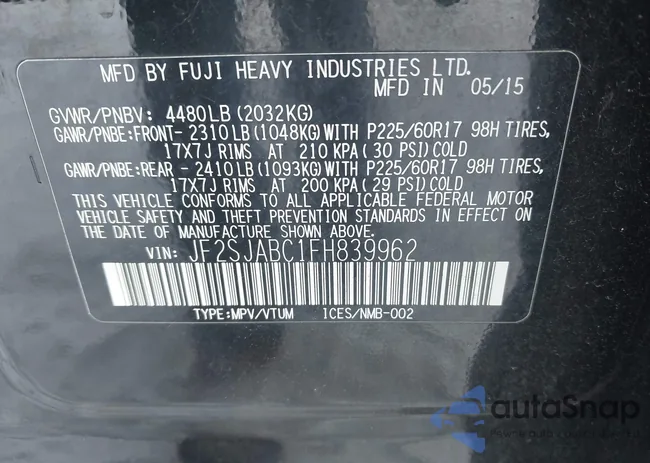 MFD BY FUJI HEAVY INDUSTRIES LTD.
MFD IN 05/15
GVWR/PNBV: 4480LB(2032KG)
GAWR/PNBE:FRONT-2310LB(1048KG)WITH P225/60R17 98H TIRES,
17X7J RIMS AT 210 KPA(30 PSI)COLD
GAWR/PNBE:REAR -2410LB(1093KG)WITH P225/60R17 98H TIRES,
17X7J RIMS AT 200 KPA(29 PSI)COLD
THIS VEHICLE CONFORMS TO ALL APPLICABLE FEDERAL MOTOR
VEHICLE SAFETY AND THEFT PREVENTION STANDARDS IN EFFECT ON
THE DATE OF MANUFACTURE SHOWN ABOVE.
VIN: JF2SJABC1FH839962
TYPE:MPV/VTUM ICES/NMB-002
autoSnap